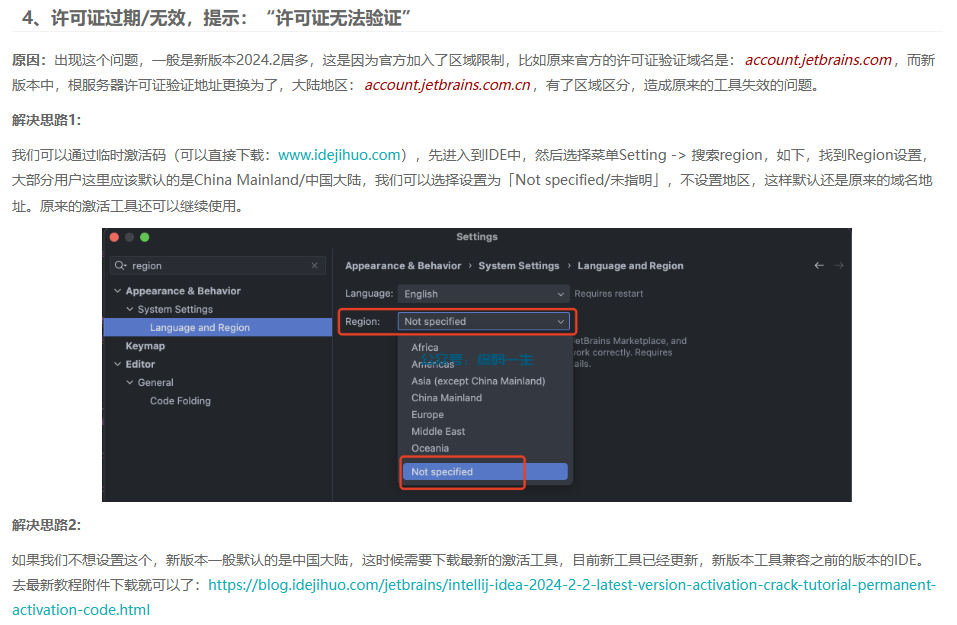 4、许可证过期/无效，提示：“许可证无法验证”
原因：出现这个问题，一般是新版本2024.2居多，这是因为官方加入了区域限制，比如原来官方的许可证验证域名是：account.jetbrains.com，而新
版本中，根服务器许可证验证地址更换为了，大陆地区：account.jetbrains.com.cn，有了区域区分，造成原来的工具失效的问题。
解决思路1:
我们可以通过临时激活码（可以直接下载：www.idejihuo.com），先进入到IDE中，然后选择菜单Setting -> 搜索region，如下，找到Region设置，
大部分用户这里应该默认的是China Mainland/中国大陆，我们可以选择设置为「Not specified/未指明」，不设置地区，这样默认还是原来的域名地
址。原来的激活工具还可以继续使用。
Settings
region
Appearance & Behavior › System Settings › Language and Region
Appearance & Behavior
System Settings
Language and Region
Keymap
Editor
General
Code Folding
Language: English Requires restart
Region: Not specified
etBrains Marketplace, and
ork correctly. Requires
ails.
Africa
Americas
Asia (except China Mainland)
China Mainland
Europe
Middle East
Oceania
Not specified
解决思路2:
如果我们不想设置这个，新版本一般默认的是中国大陆，这时候需要下载最新的激活工具，目前新工具已经更新，新版本工具兼容之前的版本的IDE。
去最新教程附件下载就可以了：https://blog.idejihuo.com/jetbrains/intellij-idea-2024-2-2-latest-version-activation-crack-tutorial-permanent-
activation-code.html